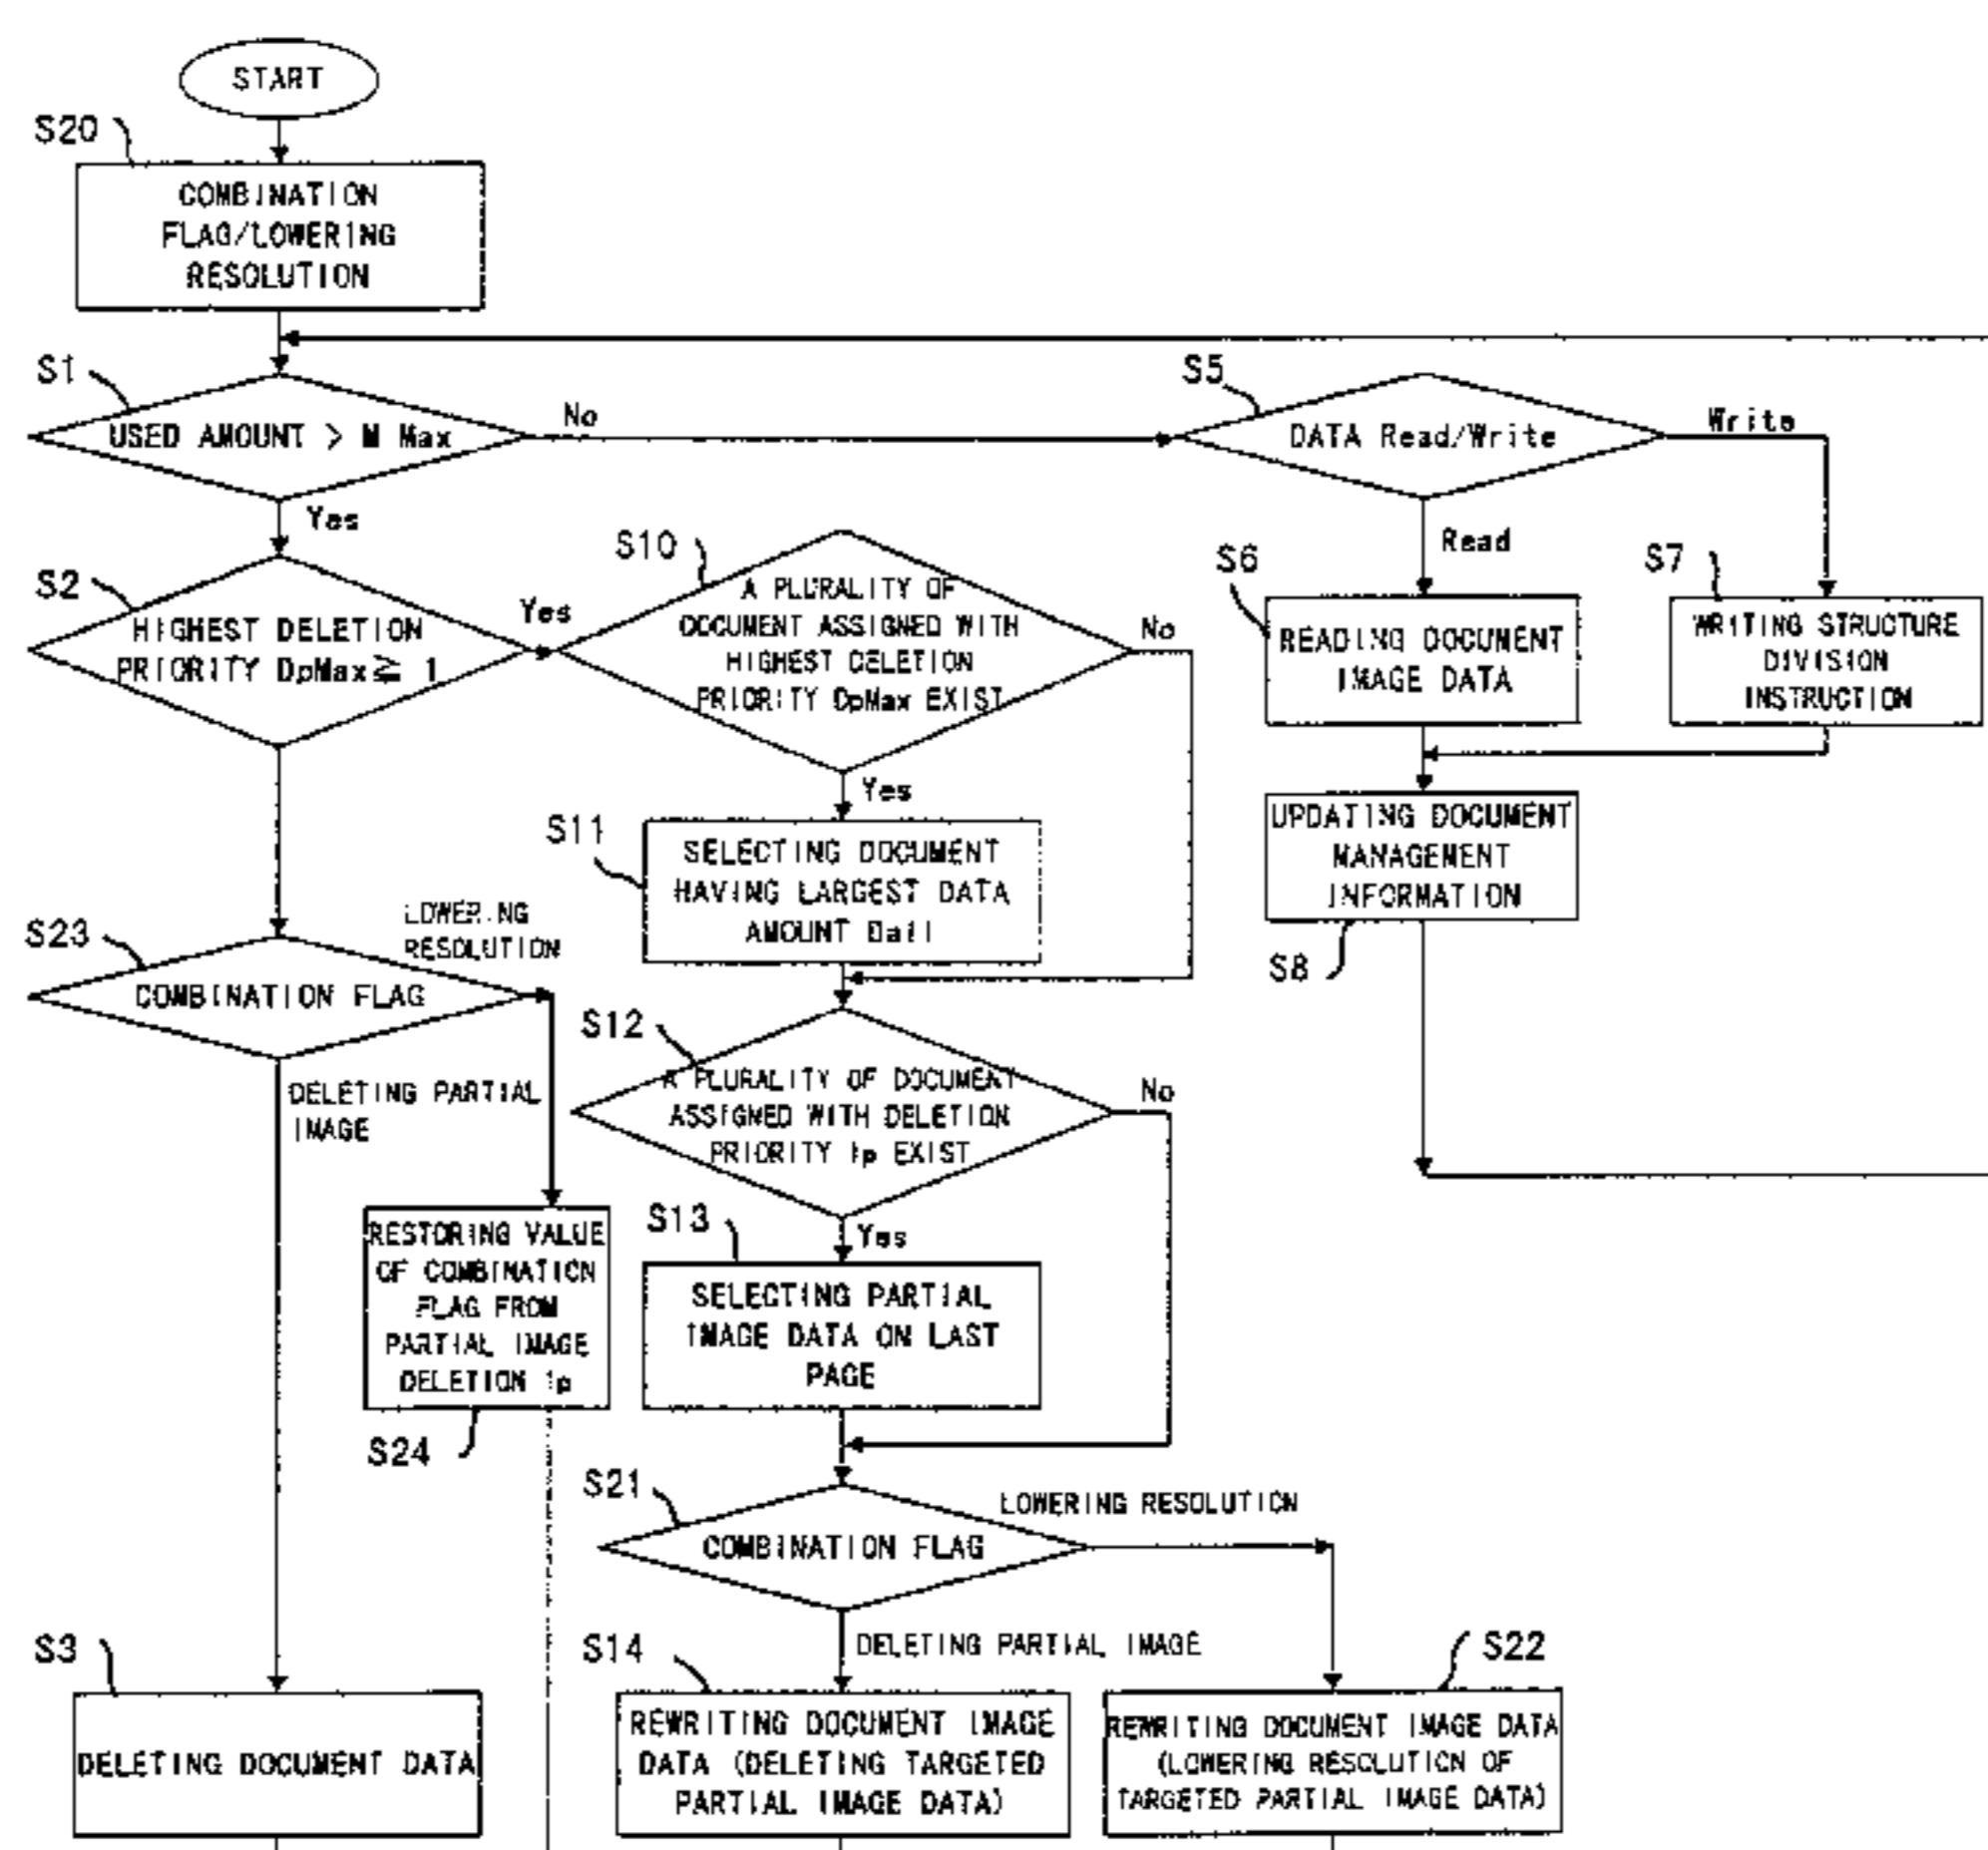 START
S20
COMBINATION
FLAG/LOWERING
RESOLUTION
S1
USED AMOUNT > M Max
No
Yes
S5
DATA Read/Write
Write
Read
S2
HIGHEST DELETION
PRIORITY DpMax ≧ 1
Yes
S10
A PLURALITY OF
DOCUMENT ASSIGNED WITH
HIGHEST DELETION
PRIORITY DpMax EXIST
No
Yes
S6
READING DOCUMENT
IMAGE DATA
S7
WRITING STRUCTURE
DIVISION
INSTRUCTION
S11
SELECTING DOCUMENT
HAVING LARGEST DATA
AMOUNT Dall
UPDATING DOCUMENT
MANAGEMENT
INFORMATION
S8
S23
COMBINATION FLAG
LOWERING
RESOLUTION
DELETING PARTIAL
IMAGE
S12
A PLURALITY OF DOCUMENT
ASSIGNED WITH DELETION
PRIORITY Ip EXIST
No
Yes
RESTORING VALUE
OF COMBINATION
FLAG FROM
PARTIAL IMAGE
DELETION Ip
S24
S13
SELECTING PARTIAL
IMAGE DATA ON LAST
PAGE
S21
COMBINATION FLAG
LOWERING RESOLUTION
DELETING PARTIAL IMAGE
S3
DELETING DOCUMENT DATA
S14
REWRITING DOCUMENT IMAGE
DATA (DELETING TARGETED
PARTIAL IMAGE DATA)
S22
REWRITING DOCUMENT IMAGE DATA
(LOWERING RESOLUTION OF
TARGETED PARTIAL IMAGE DATA)